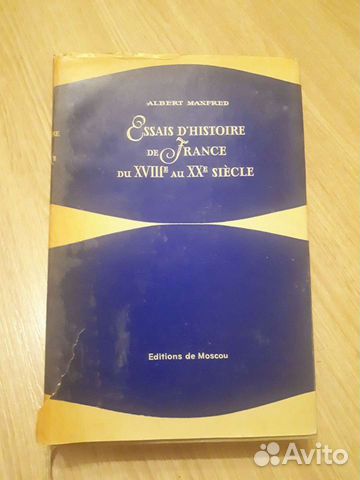 ALBERT MANFRED
ESSAIS D'HISTOIRE
DE FRANCE
DU XVIIIE AU XXE SIÈCLE
Editions de Moscou
Avito